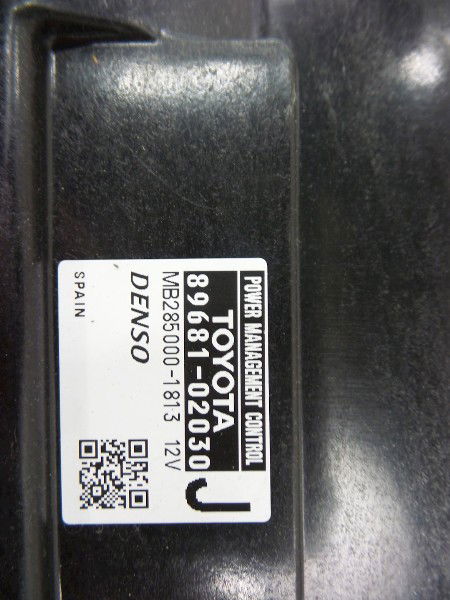 POWER MANAGEMENT CONTROL
TOYOTA
89681-02030 J
MB285000-1813 12V
DENSO
SPAIN